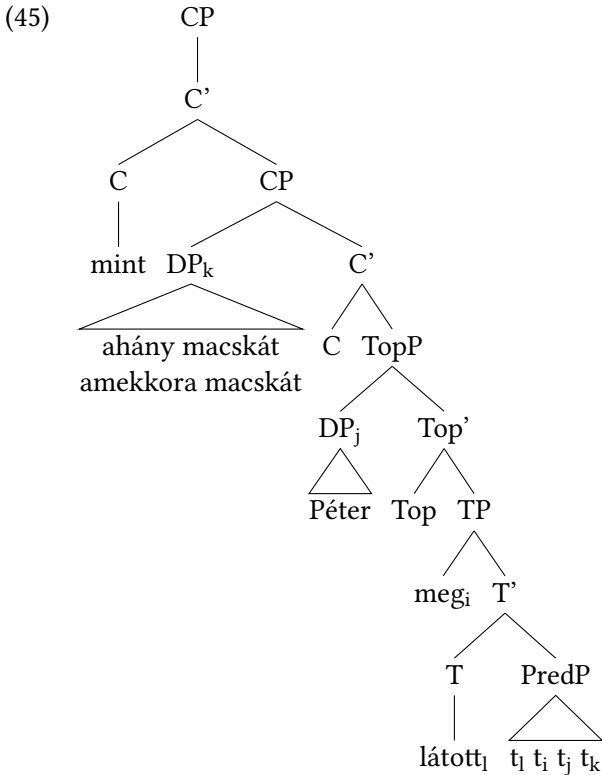 (45) CP
C’
C CP
mint DPk C’
ahány macskát C TopP
amekkora macskát
DPj Top’
Péter Top TP
megi T’
T PredP
látottl tl ti tj tk